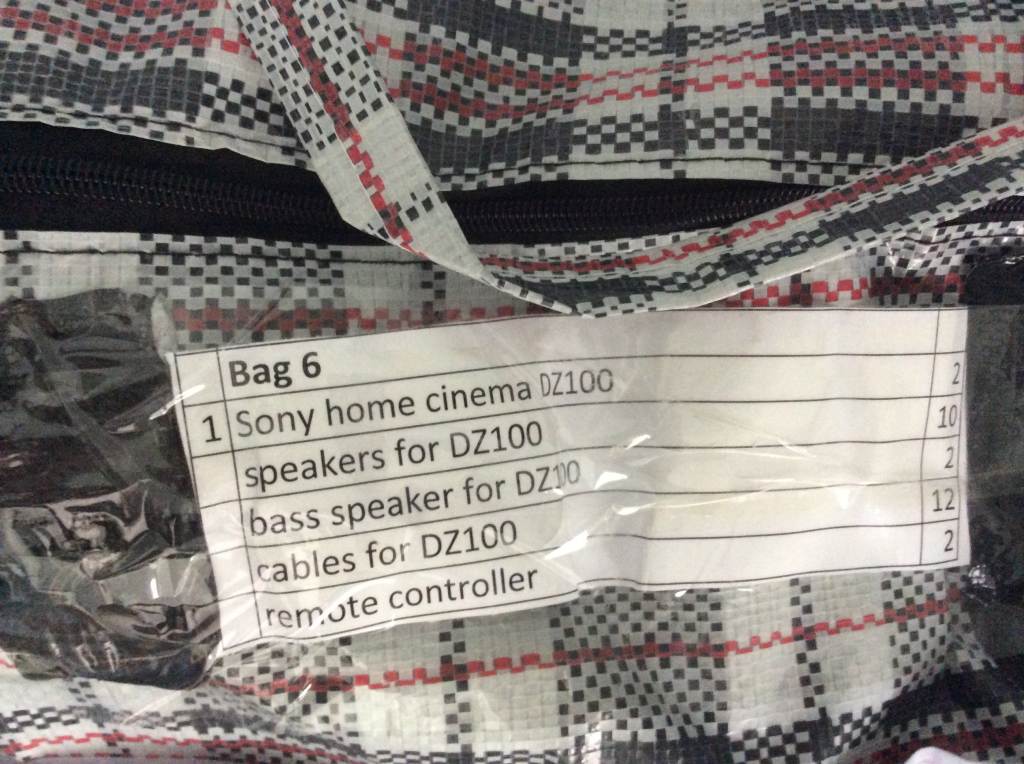 Bag 6
1 Sony home cinema DZ100 2
speakers for DZ100 10
bass speaker for DZ100 2
cables for DZ100 12
remote controller 2